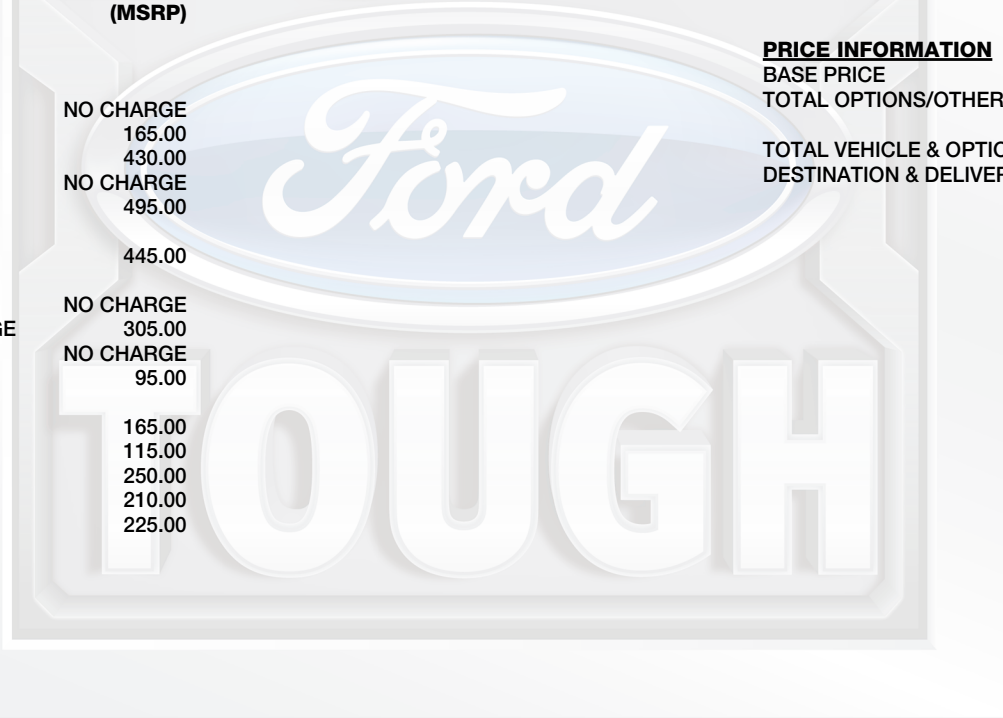 (MSRP)
NO CHARGE
165.00
430.00
NO CHARGE
495.00
445.00
NO CHARGE
305.00
NO CHARGE
95.00
165.00
115.00
250.00
210.00
225.00
PRICE INFORMATION
BASE PRICE
TOTAL OPTIONS/OTHER
TOTAL VEHICLE & OPTIO
DESTINATION & DELIVER
Ford
TOUGH